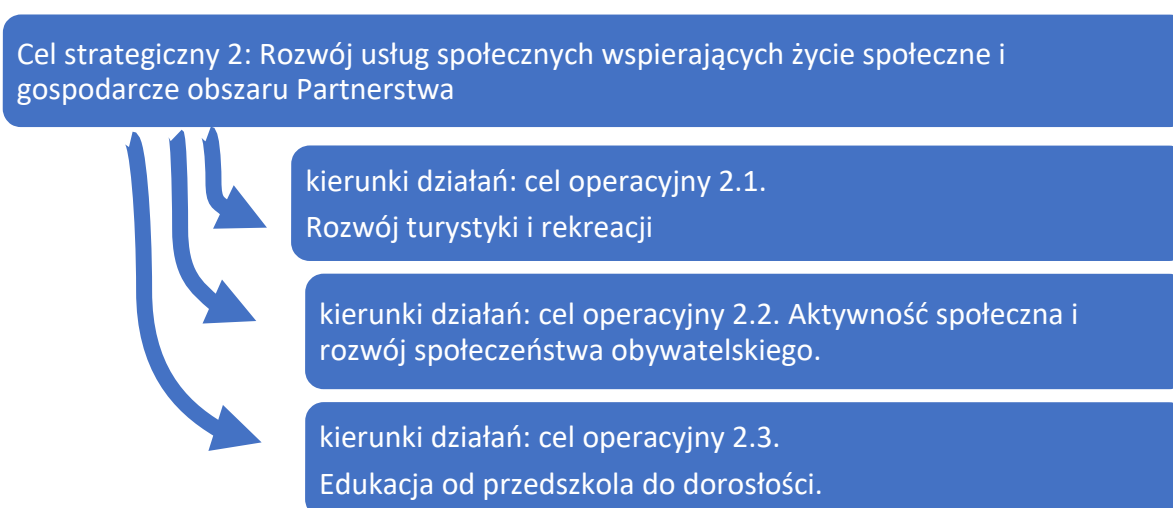 Cel strategiczny 2: Rozwój usług społecznych wspierających życie społeczne i
gospodarcze obszaru Partnerstwa
kierunki działań: cel operacyjny 2.1.
Rozwój turystyki i rekreacji
kierunki działań: cel operacyjny 2.2. Aktywność społeczna i
rozwój społeczeństwa obywatelskiego.
kierunki działań: cel operacyjny 2.3.
Edukacja od przedszkola do dorosłości.